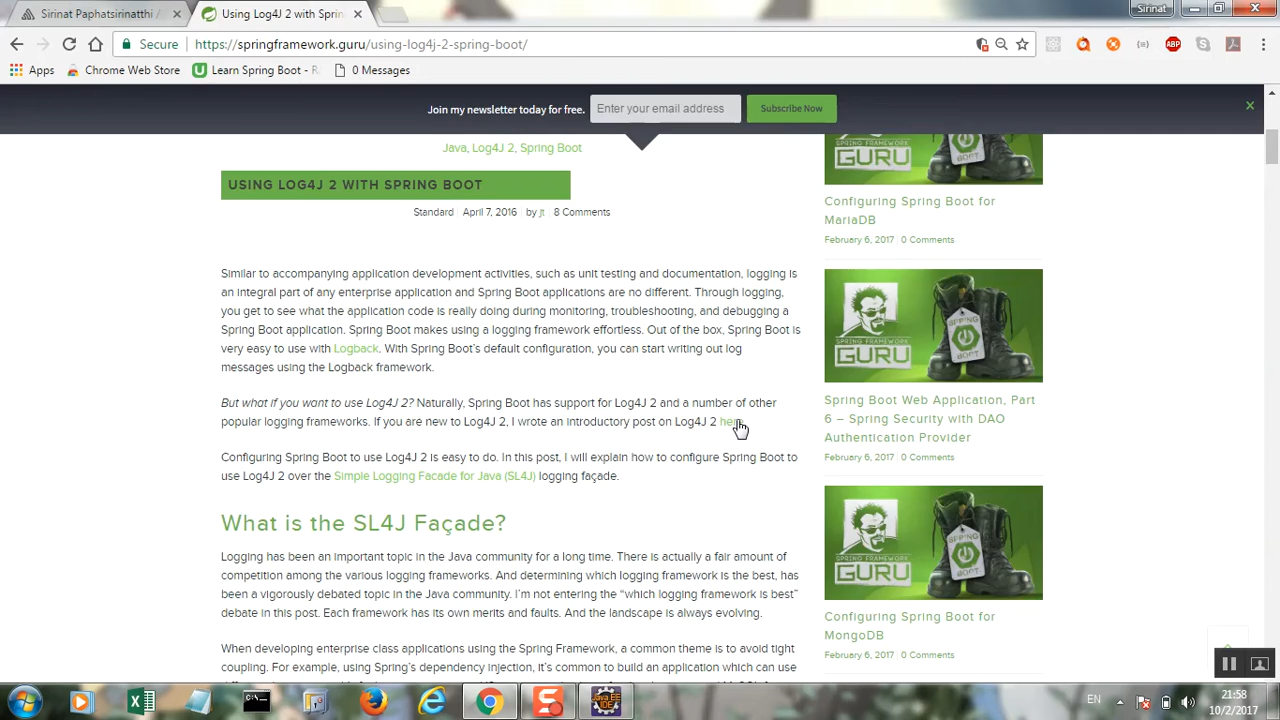 Sirinat Paphatsirinatthi /
Using Log4J 2 with Sprin
Sirinat
Secure
https://springframework.guru/using-log4j-2-spring-boot/
ABP
Apps
Chrome Web Store
Learn Spring Boot - R
0 Messages
Join my newsletter today for free.
Enter your email address
Subscribe Now
Java, Log4J 2, Spring Boot
USING LOG4J 2 WITH SPRING BOOT
Standard April 7, 2016 by jt 8 Comments
Similar to accompanying application development activities, such as unit testing and documentation, logging is
an integral part of any enterprise application and Spring Boot applications are no different. Through logging,
you get to see what the application code is really doing during monitoring, troubleshooting, and debugging a
Spring Boot application. Spring Boot makes using a logging framework effortless. Out of the box, Spring Boot is
very easy to use with Logback. With Spring Boot's default configuration, you can start writing out log
messages using the Logback framework.
But what if you want to use Log4J 2? Naturally, Spring Boot has support for Log4J 2 and a number of other
popular logging frameworks. If you are new to Log4J 2, I wrote an introductory post on Log4J 2
Configuring Spring Boot to use Log4J 2 is easy to do. In this post, I will explain how to configure Spring Boot to
use Log4J 2 over the Simple Logging Facade for Java (SL4J) logging façade.
What is the SL4J Façade?
Logging has been an important topic in the Java community for a long time. There is actually a fair amount of
competition among the various logging frameworks. And determining which logging framework is the best, has
been a vigorously debated topic in the Java community. I'm not entering the "which logging framework is best"
debate in this post. Each framework has its own merits and faults. And the landscape is always evolving.
When developing enterprise class applications using the Spring Framework, a common theme is to avoid tight
coupling. For example, using Spring's dependency injection, it's common to build an application which can use
GURU
BOOT
Configuring Spring Boot for
MariaDB
February 6, 2017 0 Comments
SPRING FRAMEWORK
GURU
SPRING
BOOT
Spring Boot Web Application, Part
6 – Spring Security with DAO
Authentication Provider
February 6, 2017 0 Comments
SPRING FRAMEWORK
GURU
SPRING
BOOT
Configuring Spring Boot for
MongoDB
February 6, 2017 0 Comments
Java EE
IDE
EN
21:58
10/2/2017